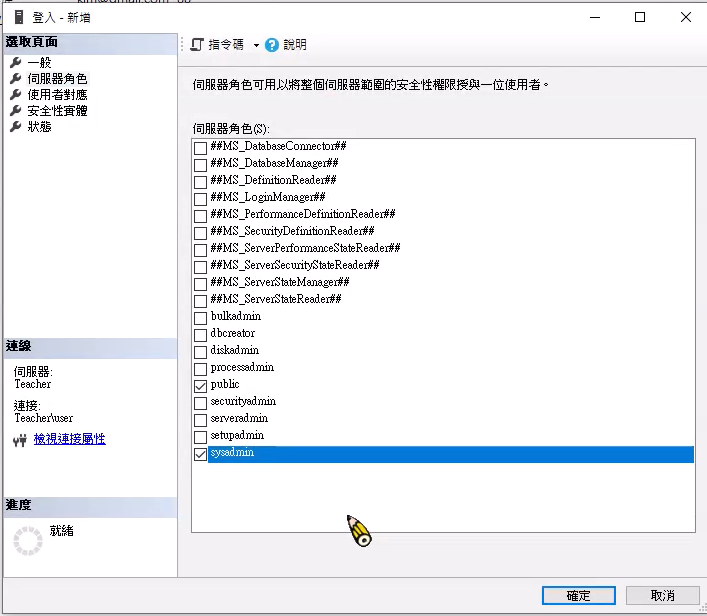 登入 - 新增
選取頁面
一般
伺服器角色
使用者對應
安全性實體
狀態
指令碼
說明
伺服器角色可用以將整個伺服器範圍的安全性權限授與一位使用者。
伺服器角色(S):
##MS_DatabaseConnector##
##MS_DatabaseManager##
##MS_DefinitionReader##
##MS_LoginManager##
##MS_PerformanceDefinitionReader##
##MS_SecurityDefinitionReader##
##MS_ServerPerformanceStateReader##
##MS_ServerSecurityStateReader##
##MS_ServerStateManager##
##MS_ServerStateReader##
bulkadmin
dbcreator
diskadmin
processadmin
public
securityadmin
serveradmin
setupadmin
sysadmin
連線
伺服器:
Teacher
連接:
Teacher\user
檢視連接屬性
進度
就緒
確定
取消